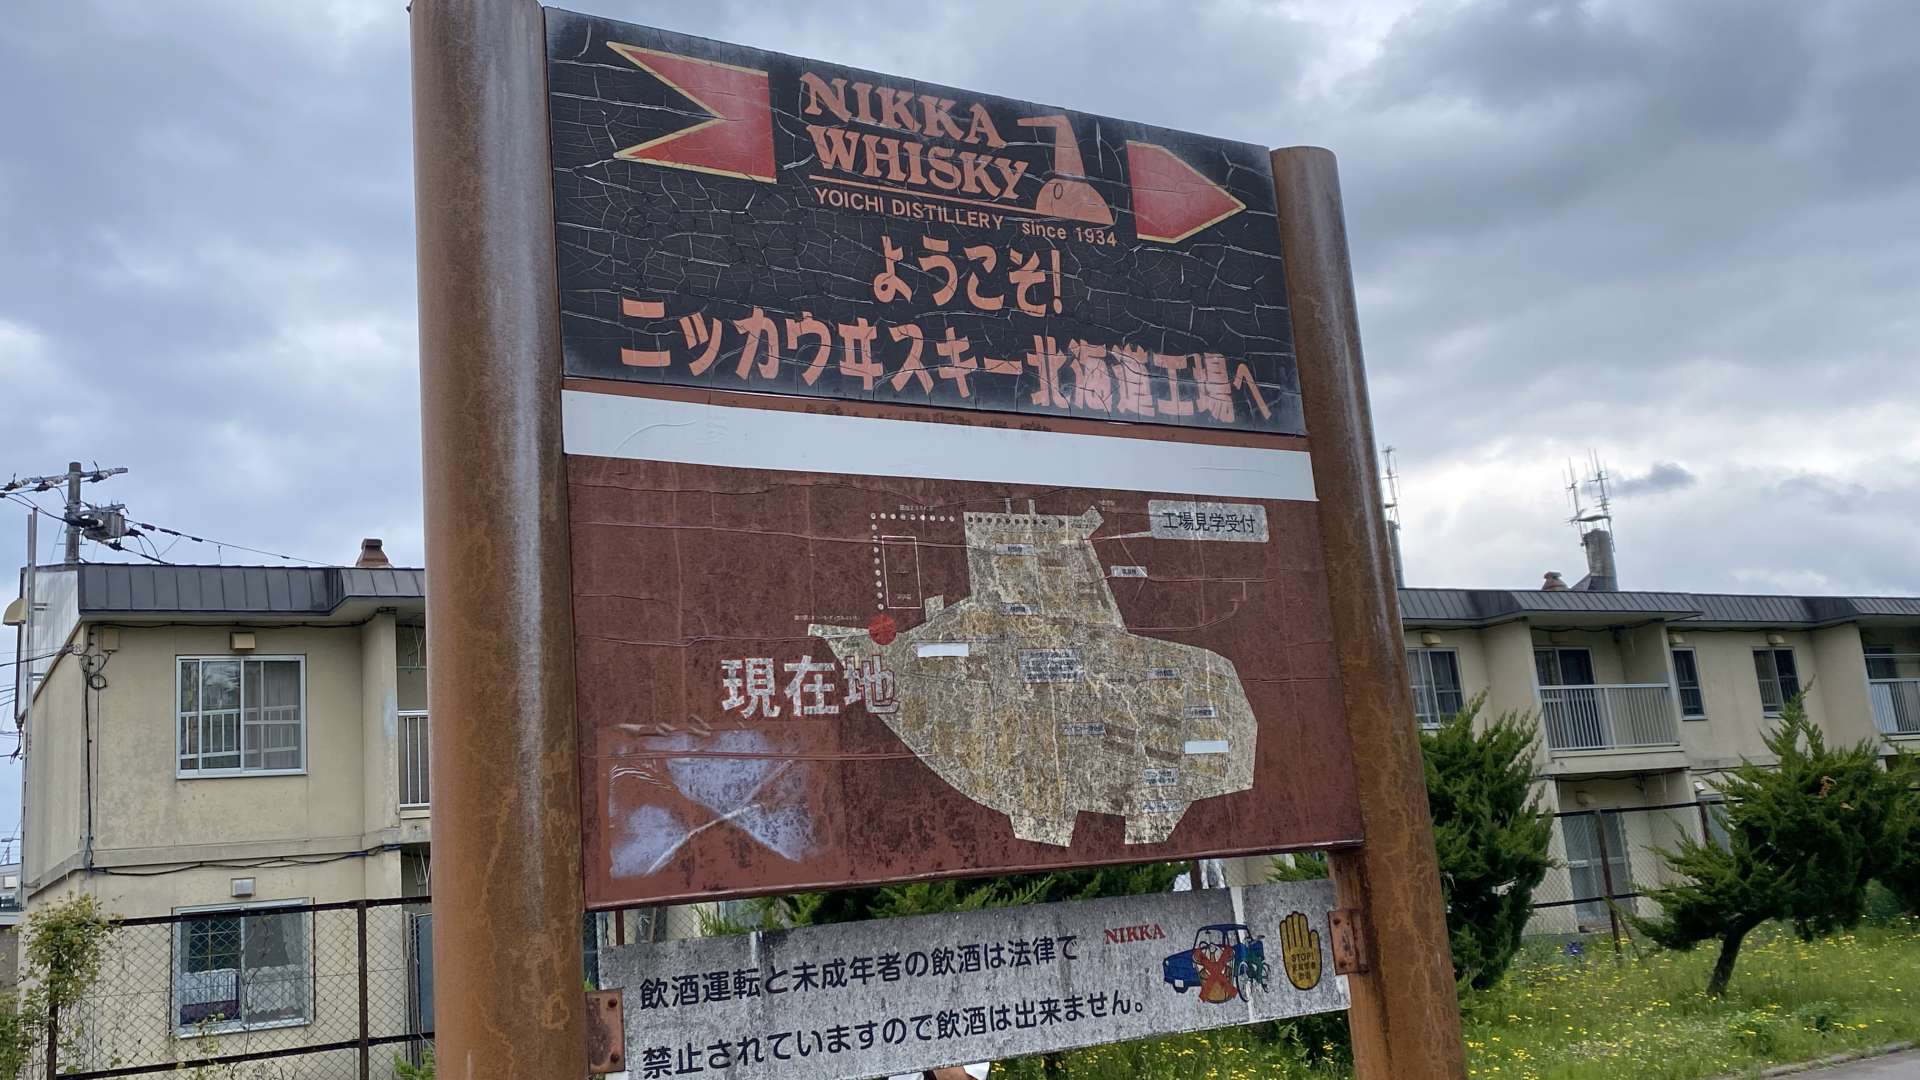 NIKKA
WHISKY
YOICHI DISTILLERY since 1934
ようこそ!
ニッカウヰスキー北海道工場へ
工場見学受付
現在地
飲酒運転と未成年者の飲酒は法律で
禁止されていますので飲酒は出来ません。
NIKKA
STOP!